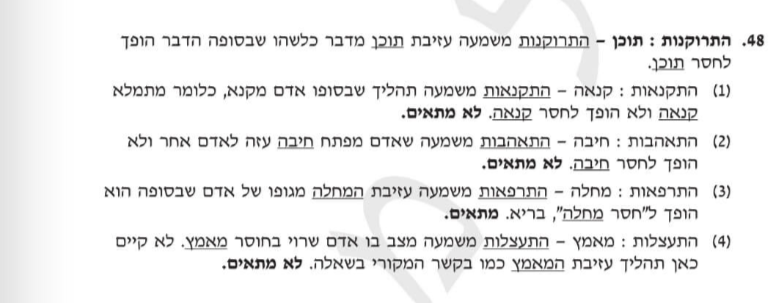 48. התרוקנות : תוכן – התרוקנות משמעה עזיבת תוכן מדבר כלשהו שבסופה הדבר הופך
לחסר תוכן.
(1) התקנאות : קנאה – התקנאות משמעה תהליך שבסופו אדם מקנא, כלומר מתמלא
קנאה ולא הופך לחסר קנאה. לא מתאים.
(2) התאהבות : חיבה – התאהבות משמעה שאדם מפתח חיבה עזה לאדם אחר ולא
הופך לחסר חיבה. לא מתאים.
(3) התרפאות : מחלה – התרפאות משמעה עזיבת המחלה מגופו של אדם שבסופה הוא
הופך ל"חסר מחלה", בריא. מתאים.
(4) התעצלות : מאמץ – התעצלות משמעה מצב בו אדם שרוי בחוסר מאמץ. לא קיים
כאן תהליך עזיבת המאמץ כמו בקשר המקורי בשאלה. לא מתאים.